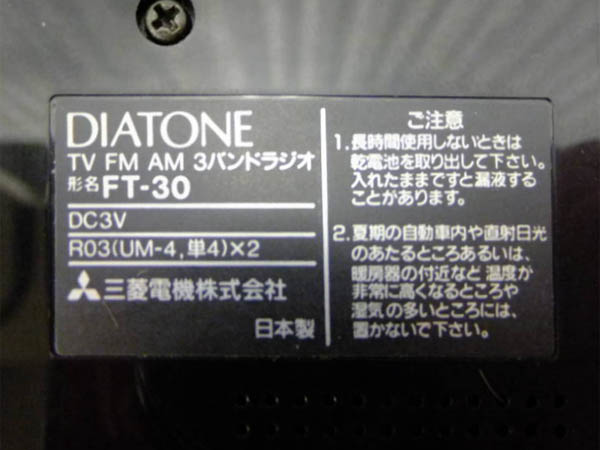 DIATONE
TV FM AM 3バンドラジオ
形名 FT-30
DC3V
R03(UM-4,単4)×2
三菱電機株式会社
日本製
ご注意
1.長時間使用しないときは
乾電池を取り出して下さい。
入れたままですと漏液する
ことがあります。
2.夏期の自動車内や直射日光
のあたるところあるいは、
暖房器の付近など温度が
非常に高くなるところや
湿気の多いところには、
置かないで下さい。